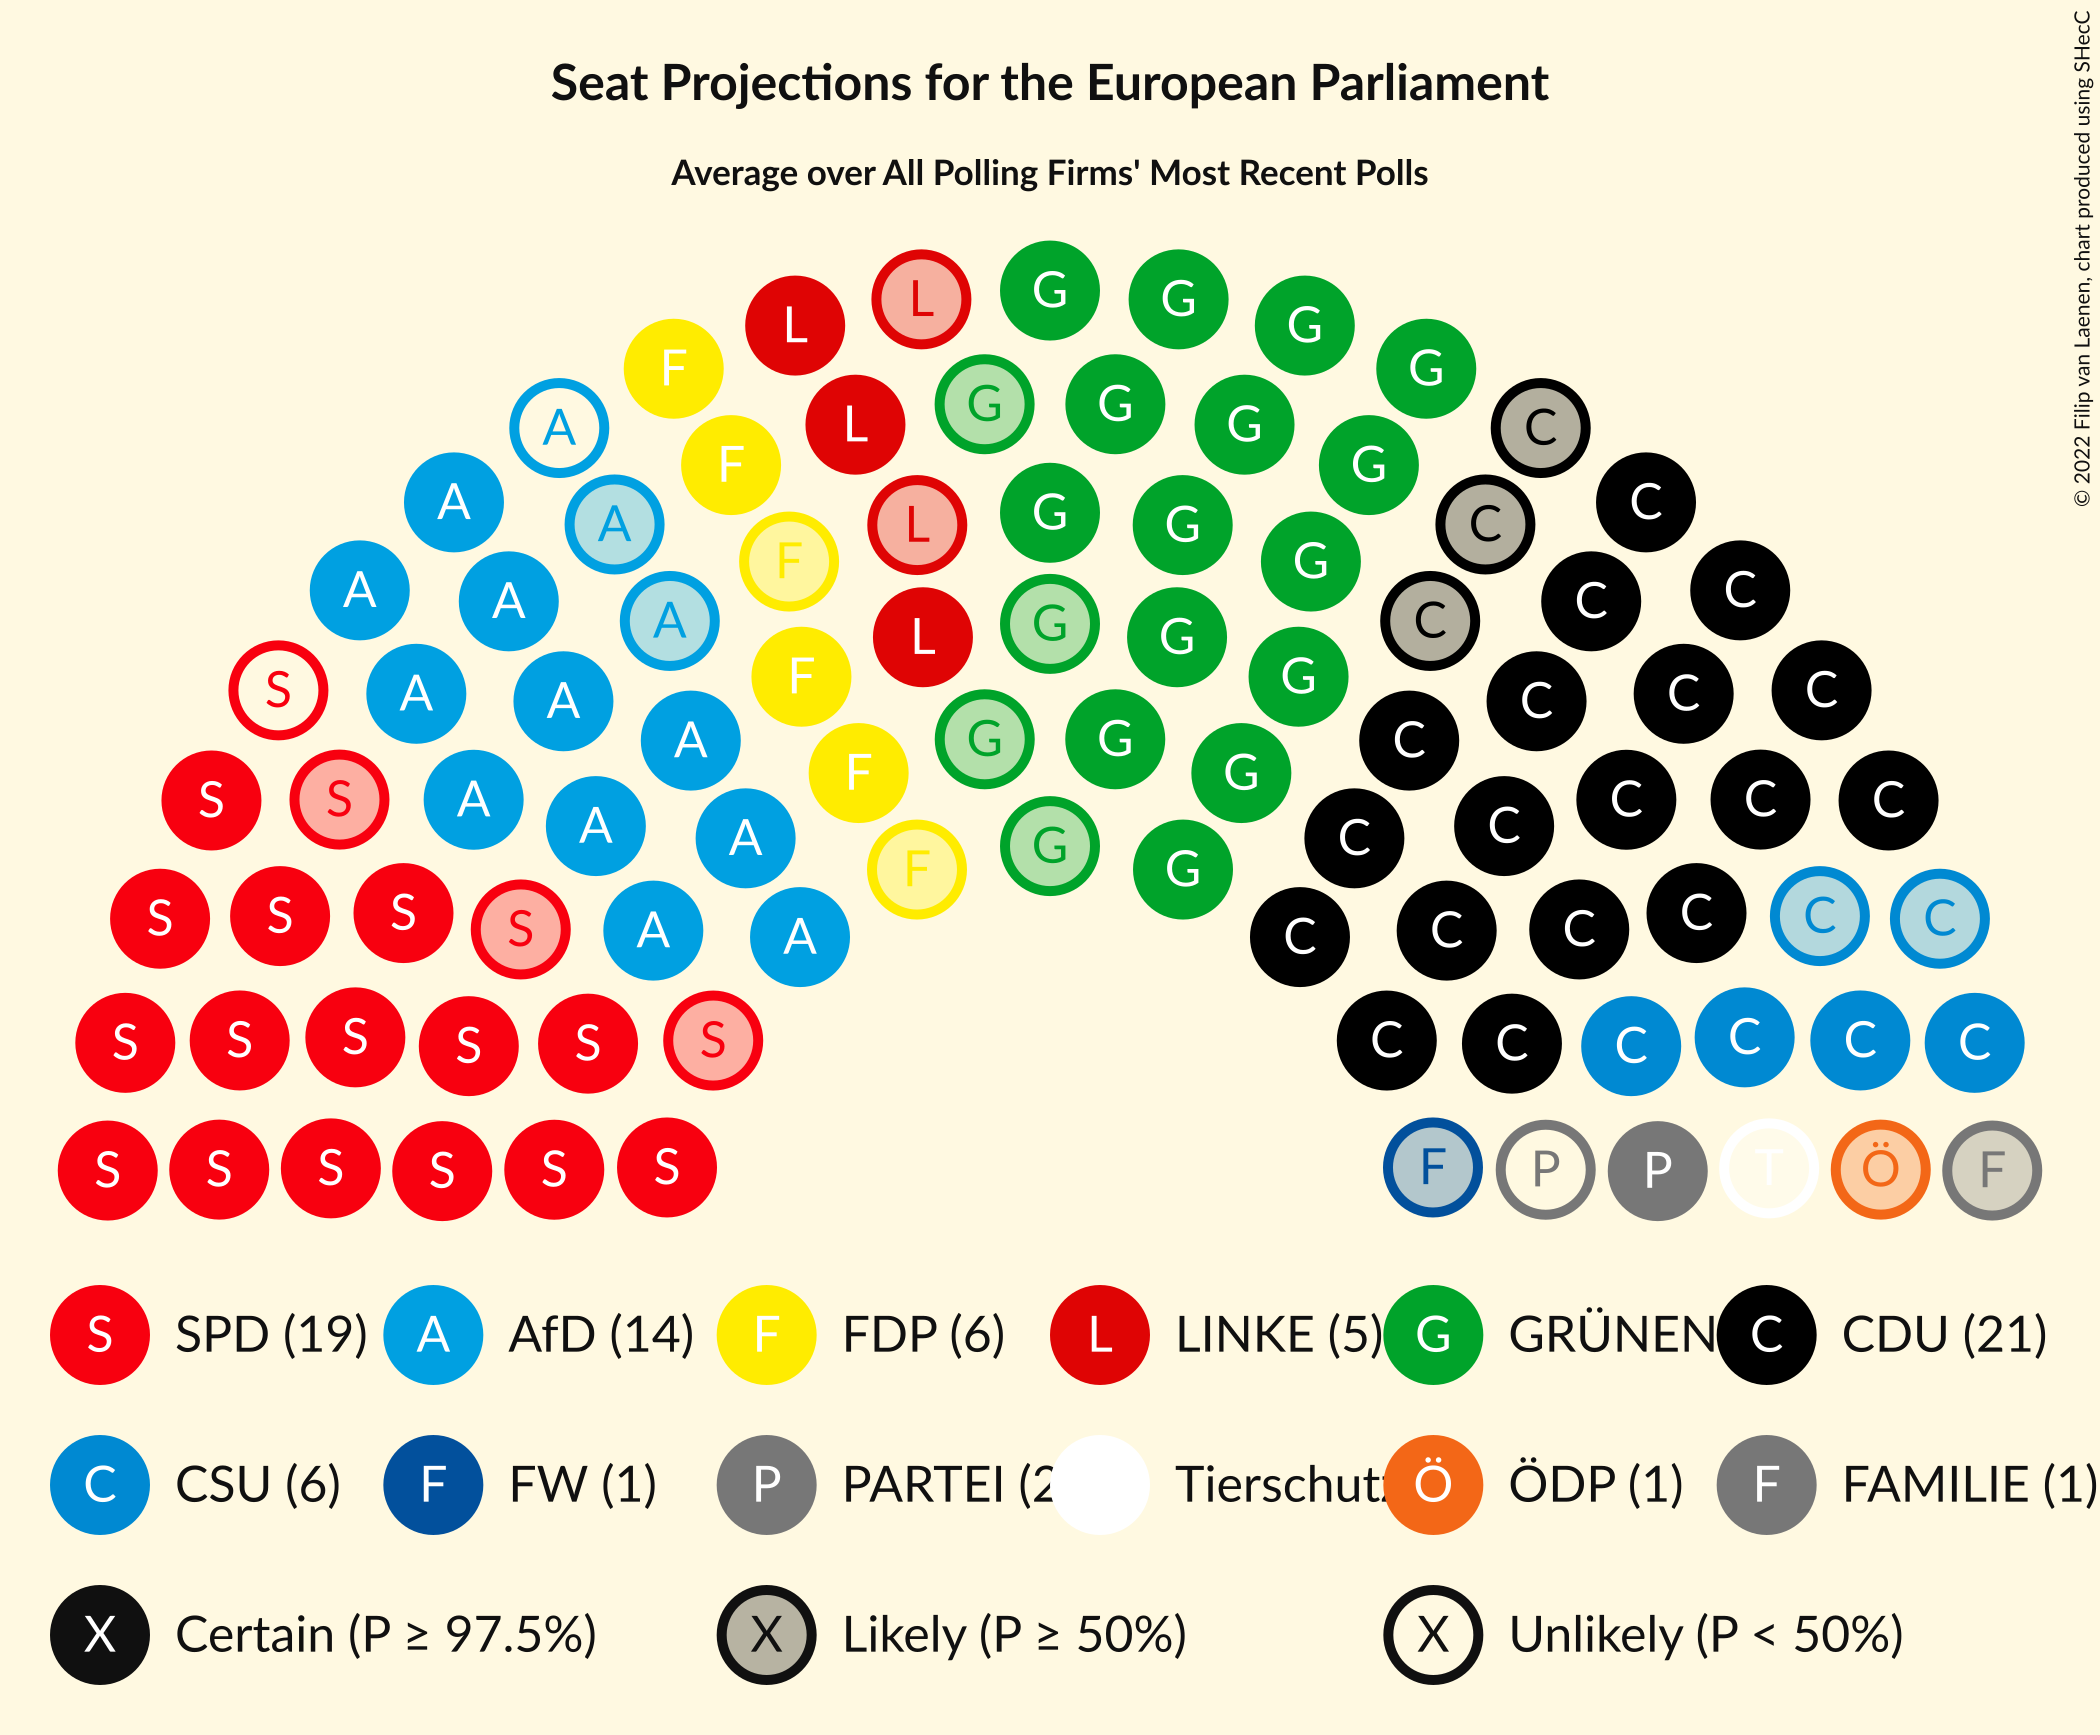 Seat Projections for the European Parliament
Average over All Polling Firms' Most Recent Polls
© 2022 Filip van Laenen, chart produced using SHecC
L G G G
L G
F G G G C
A L G C
F G C
A L G G G C
A F G C
A F G C C
A L G C
A A G G C
S A A F G C C C C
A C
S S A A F G G C C C C
A A C C
S S S S A A F G G C C C C C C
S S S S S S C C C C C C
S S S S S S F P P T Ö F
S SPD (19) A AfD (14) F FDP (6) L LINKE (5) G GRÜNEN C CDU (21)
C CSU (6) F FW (1) P PARTEI (2 Tierschutz Ö ÖDP (1) F FAMILIE (1)
X Certain (P ≥ 97.5%) X Likely (P ≥ 50%) X Unlikely (P < 50%)